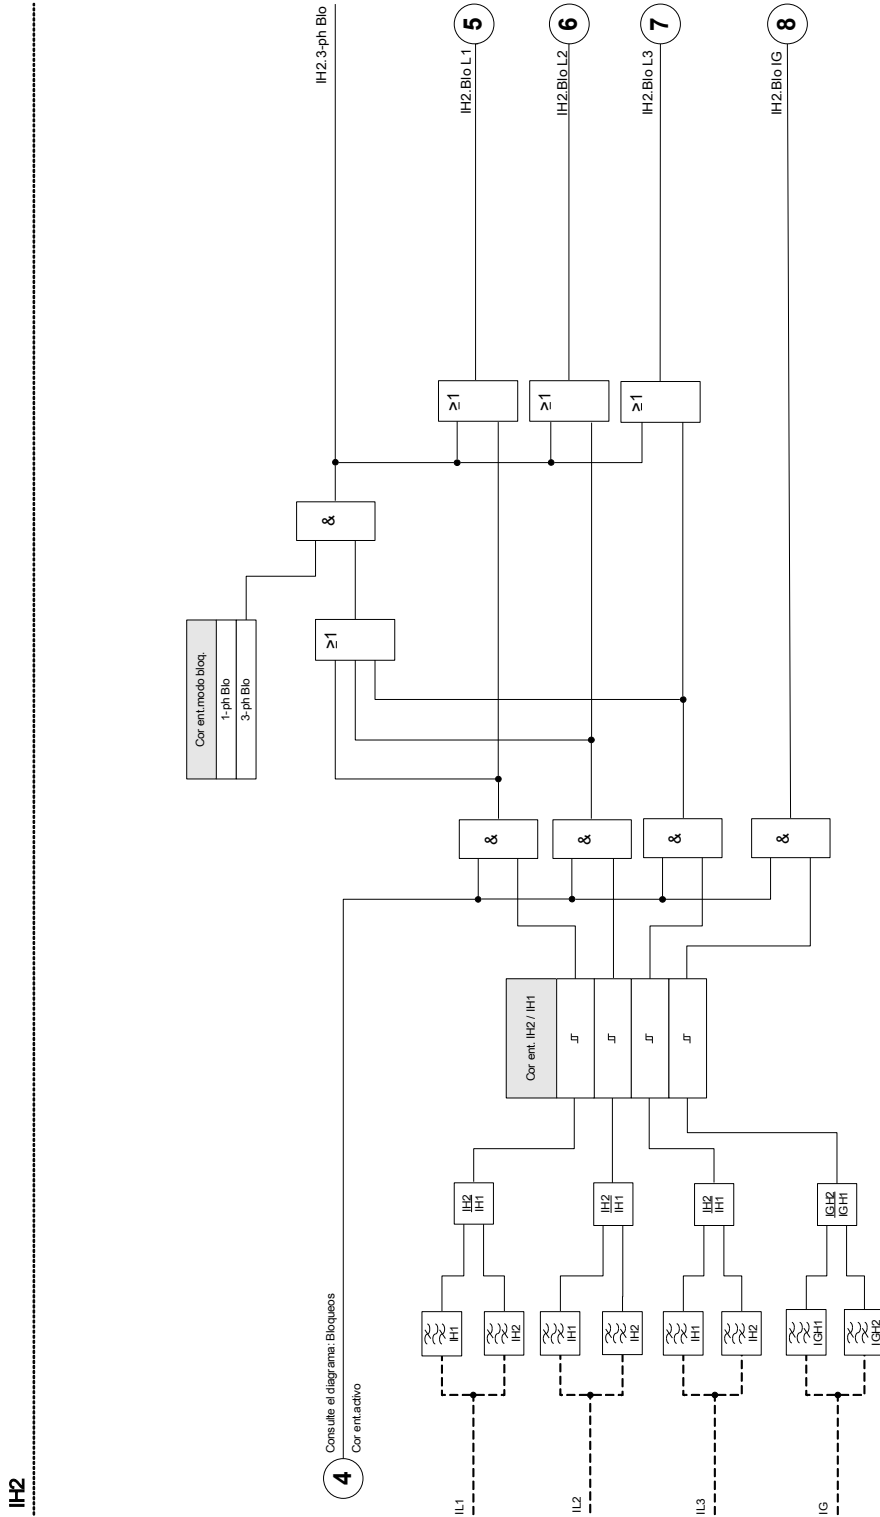 IH2
4
Consulte el diagrama: Bloqueos
Cor ent.activo
IH2.3-ph Blo
Cor ent.modo bloq.
1-ph Blo
3-ph Blo
&
≥1
IL1
IH1
IH2
IH2
IH1
&
≥1
IH2.Blo L1
5
IL2
IH1
IH2
IH2
IH1
&
≥1
IH2.Blo L2
6
IL3
IH1
IH2
IH2
IH1
&
≥1
IH2.Blo L3
7
IG
IGH1
IGH2
IGH2
IGH1
&
IH2.Blo IG
8
Cor ent. IH2 / IH1